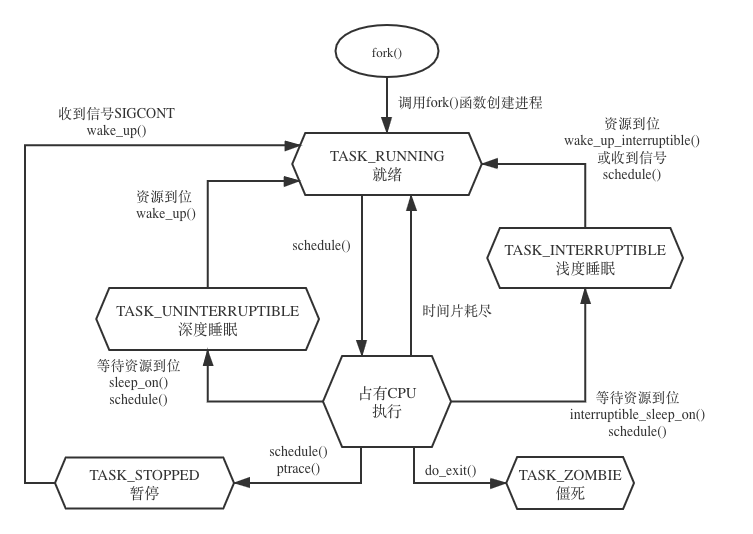 fork()
调用fork()函数创建进程
收到信号SIGCONT
wake_up()
资源到位
wake_up_interruptible()
或收到信号
schedule()
TASK_RUNNING
就绪
资源到位
wake_up()
schedule()
TASK_INTERRUPTIBLE
浅度睡眠
TASK_UNINTERRUPTIBLE
深度睡眠
时间片耗尽
等待资源到位
sleep_on()
schedule()
占有CPU
执行
等待资源到位
interruptible_sleep_on()
schedule()
schedule()
ptrace()
do_exit()
TASK_STOPPED
暂停
TASK_ZOMBIE
僵死